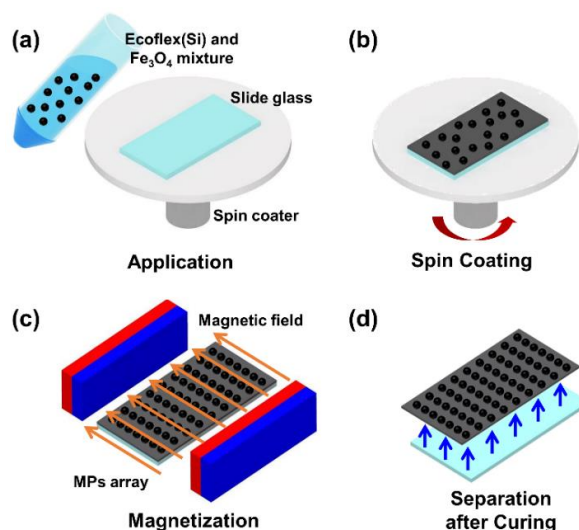 (a)
Ecoflex(Si) and
Fe₃O₄ mixture
Slide glass
Spin coater
Application
(b)
Spin Coating
(c)
Magnetic field
MPs array
Magnetization
(d)
Separation
after Curing